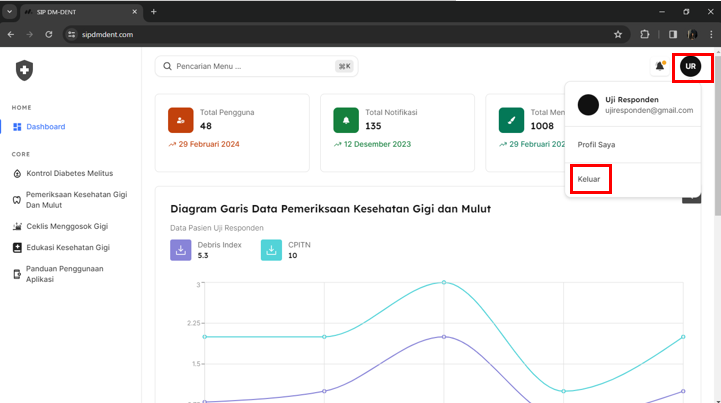 SIP DM-DENT
sipdmdent.com
Pencarian Menu ...
⌘K
UR
HOME
Dashboard
CORE
Kontrol Diabetes Melitus
Pemeriksaan Kesehatan Gigi
Dan Mulut
Ceklis Menggosok Gigi
Edukasi Kesehatan Gigi
Panduan Penggunaan
Aplikasi
Total Pengguna
48
29 Februari 2024
Total Notifikasi
135
12 Desember 2023
Total Men
1008
29 Februari 202
Uji Responden
ujiresponden@gmail.com
Profil Saya
Keluar
Diagram Garis Data Pemeriksaan Kesehatan Gigi dan Mulut
Data Pasien Uji Responden
Debris Index
5.3
CPITN
10
3
2.25
1.5